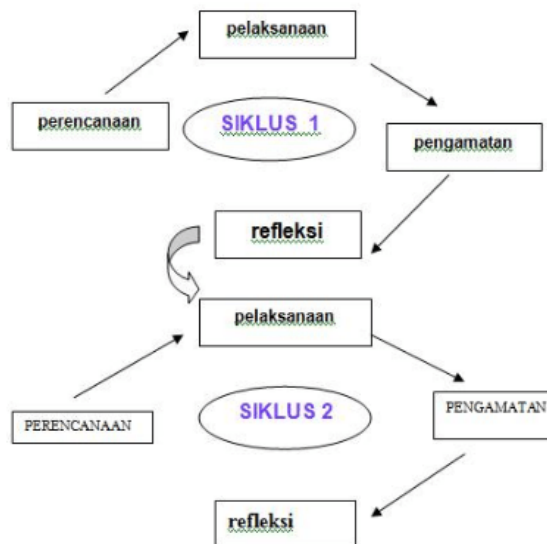 pelaksanaan
perencanaan
SIKLUS 1
pengamatan
refleksi
pelaksanaan
SIKLUS 2
PERENCANAAN
PENGAMATAN
refleksi